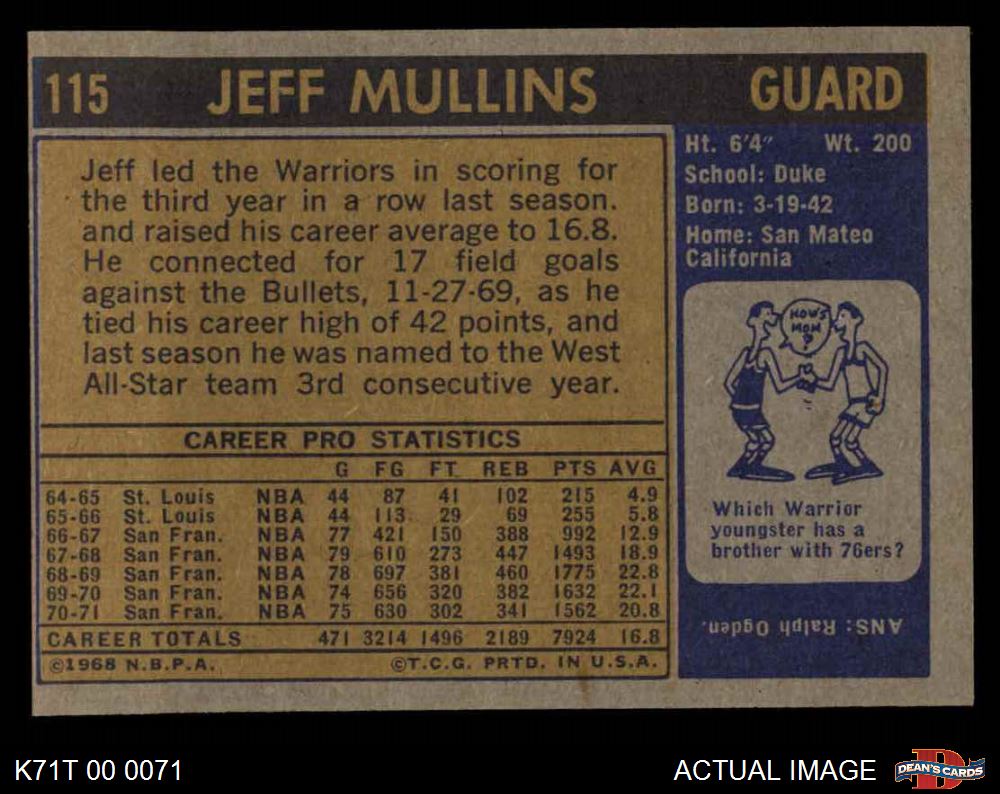 115 JEFF MULLINS GUARD
Jeff led the Warriors in scoring for
the third year in a row last season.
and raised his career average to 16.8.
He connected for 17 field goals
against the Bullets, 11-27-69, as he
tied his career high of 42 points, and
last season he was named to the West
All-Star team 3rd consecutive year.
CAREER PRO STATISTICS
G FG FT REB PTS AVG
64-65 St. Louis NBA 44 87 41 102 215 4.9
65-66 St. Louis NBA 44 113 29 69 255 5.8
66-67 San Fran. NBA 77 421 150 388 992 12.9
67-68 San Fran. NBA 79 610 273 447 1493 18.9
68-69 San Fran. NBA 78 697 381 460 1775 22.8
69-70 San Fran. NBA 74 656 320 382 1632 22.1
70-71 San Fran. NBA 75 630 302 341 1562 20.8
CAREER TOTALS 471 3214 1496 2189 7924 16.8
©1968 N.B.P.A. ©T.C.G. PRTD. IN U.S.A.
Ht. 6'4" Wt. 200
School: Duke
Born: 3-19-42
Home: San Mateo
California
HOW'S
MOM
?
Which Warrior
youngster has a
brother with 76ers?
ANS: Ralph Ogden.
K71T 00 0071 ACTUAL IMAGE
DEAN'S CARDS